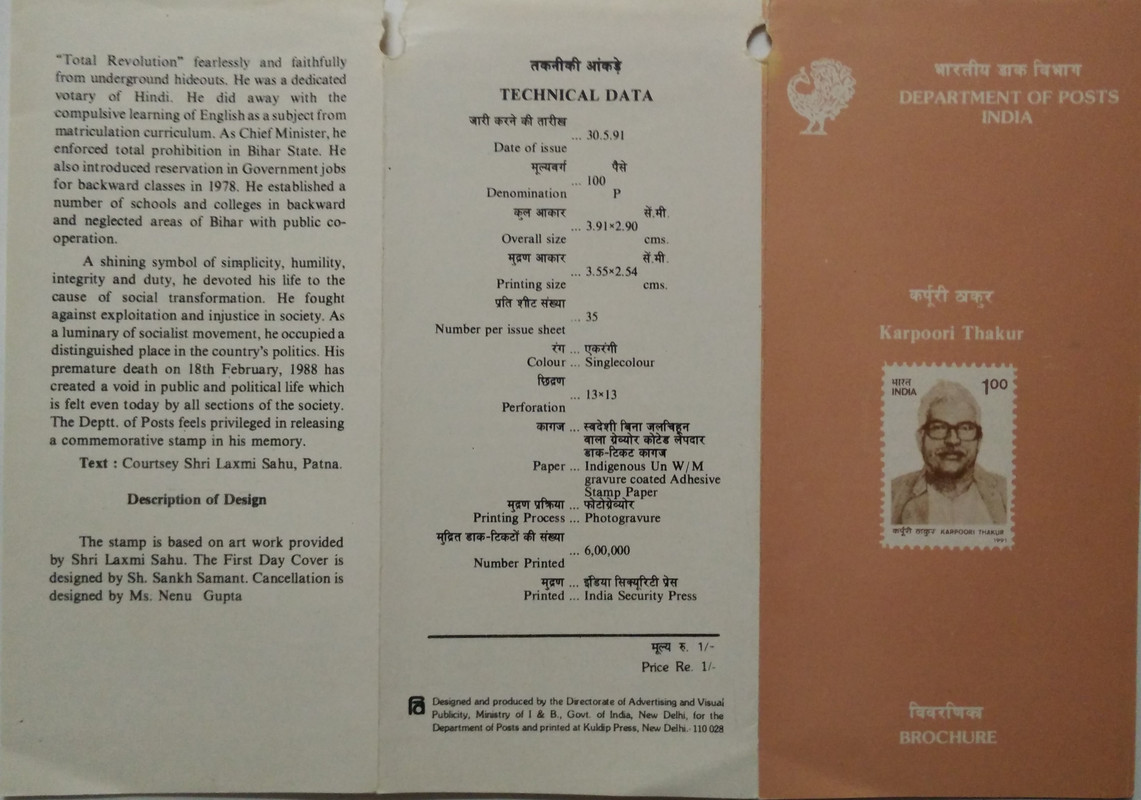 “Total Revolution” fearlessly and faithfully
from underground hideouts. He was a dedicated
votary of Hindi. He did away with the
compulsive learning of English as a subject from
matriculation curriculum. As Chief Minister, he
enforced total prohibition in Bihar State. He
also introduced reservation in Government jobs
for backward classes in 1978. He established a
number of schools and colleges in backward
and neglected areas of Bihar with public co-
operation.
A shining symbol of simplicity, humility,
integrity and duty, he devoted his life to the
cause of social transformation. He fought
against exploitation and injustice in society. As
a luminary of socialist movement, he occupied a
distinguished place in the country's politics. His
premature death on 18th February, 1988 has
created a void in public and political life which
is felt even today by all sections of the society.
The Deptt. of Posts feels privileged in releasing
a commemorative stamp in his memory.
Text : Courtsey Shri Laxmi Sahu, Patna.
Description of Design
The stamp is based on art work provided
by Shri Laxmi Sahu. The First Day Cover is
designed by Sh. Sankh Samant. Cancellation is
designed by Ms. Nenu Gupta
तकनीकी आंकड़े
TECHNICAL DATA
जारी करने की तारीख
... 30.5.91
Date of issue
मूल्यवर्ग पैसे
... 100
Denomination P
कुल आकार सें.मी.
... 3.91×2.90
Overall size cms.
मुद्रण आकार सें.मी.
... 3.55×2.54
Printing size cms.
प्रति शीट संख्या
... 35
Number per issue sheet
रंग ... एकरंगी
Colour ... Singlecolour
छिद्रण
... 13×13
Perforation
कागज ... स्वदेशी बिना जलचिह्न
वाला ग्रेव्योर कोटेड लेपदार
डाक-टिकट कागज
Paper ... Indigenous Un W/M
gravure coated Adhesive
Stamp Paper
मुद्रण प्रक्रिया ... फोटोग्रेव्योर
Printing Process ... Photogravure
मुद्रित डाक-टिकटों की संख्या
... 6,00,000
Number Printed
मुद्रण ... इंडिया सिक्यूरिटी प्रेस
Printed ... India Security Press
मूल्य रु. 1/-
Price Re. 1/-
Designed and produced by the Directorate of Advertising and Visual
Publicity, Ministry of I & B., Govt. of India, New Delhi, for the
Department of Posts and printed at Kuldip Press, New Delhi.-110 028
भारतीय डाक विभाग
DEPARTMENT OF POSTS
INDIA
कर्पूरी ठाकुर
Karpoori Thakur
भारत
INDIA
100
कर्पूरी ठाकुर KARPOORI THAKUR
1991
विवरणिका
BROCHURE